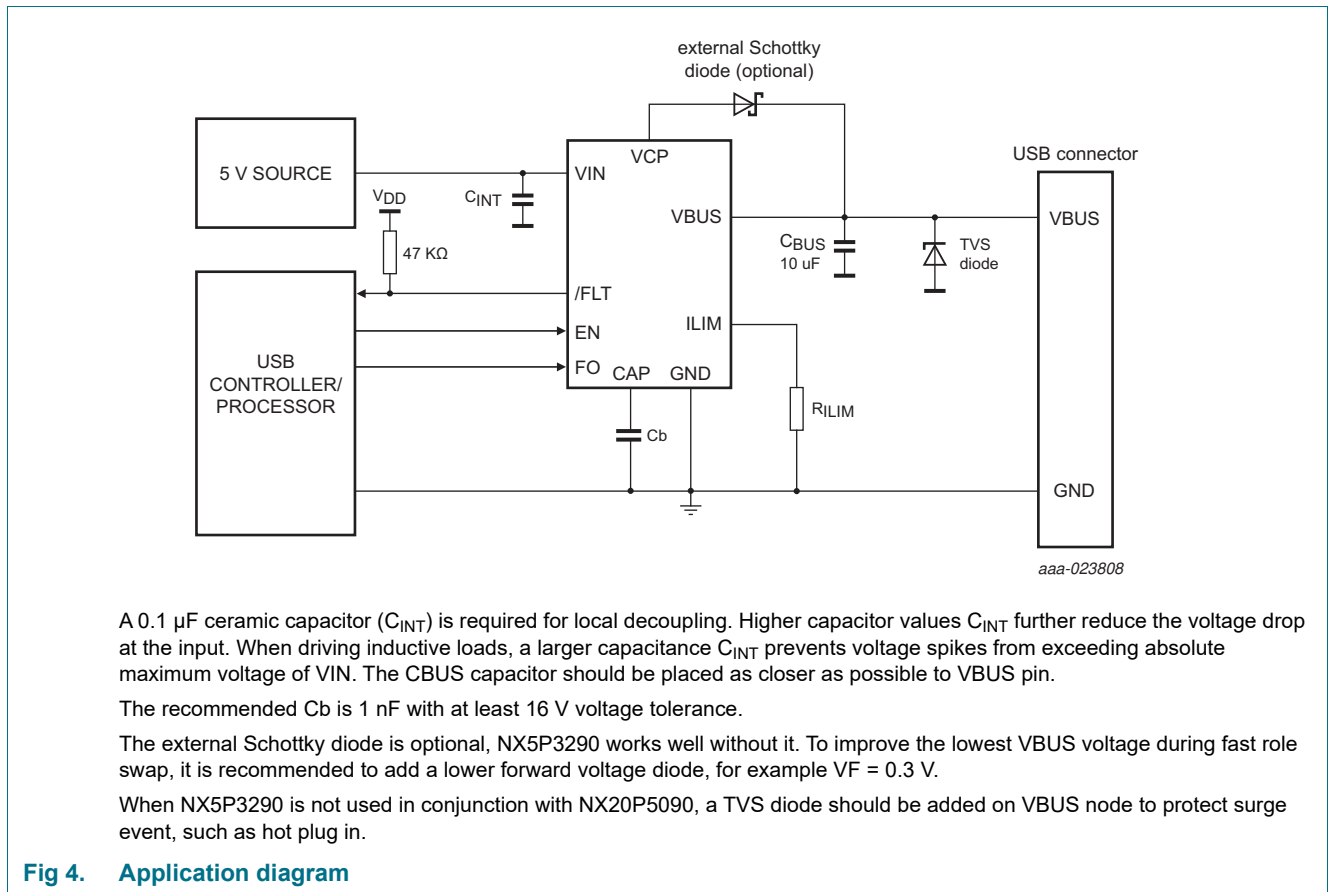 external Schottky
diode (optional)
VCP
USB connector
5 V SOURCE
VIN
VDD
CINT
VBUS
VBUS
47 KΩ
CBUS
10 uF
TVS
diode
/FLT
ILIM
EN
USB
CONTROLLER/
PROCESSOR
FO
CAP
GND
RILIM
Cb
GND
aaa-023808
A 0.1 µF ceramic capacitor (CINT) is required for local decoupling. Higher capacitor values CINT further reduce the voltage drop
at the input. When driving inductive loads, a larger capacitance CINT prevents voltage spikes from exceeding absolute
maximum voltage of VIN. The CBUS capacitor should be placed as closer as possible to VBUS pin.
The recommended Cb is 1 nF with at least 16 V voltage tolerance.
The external Schottky diode is optional, NX5P3290 works well without it. To improve the lowest VBUS voltage during fast role
swap, it is recommended to add a lower forward voltage diode, for example VF = 0.3 V.
When NX5P3290 is not used in conjunction with NX20P5090, a TVS diode should be added on VBUS node to protect surge
event, such as hot plug in.
Fig 4. Application diagram